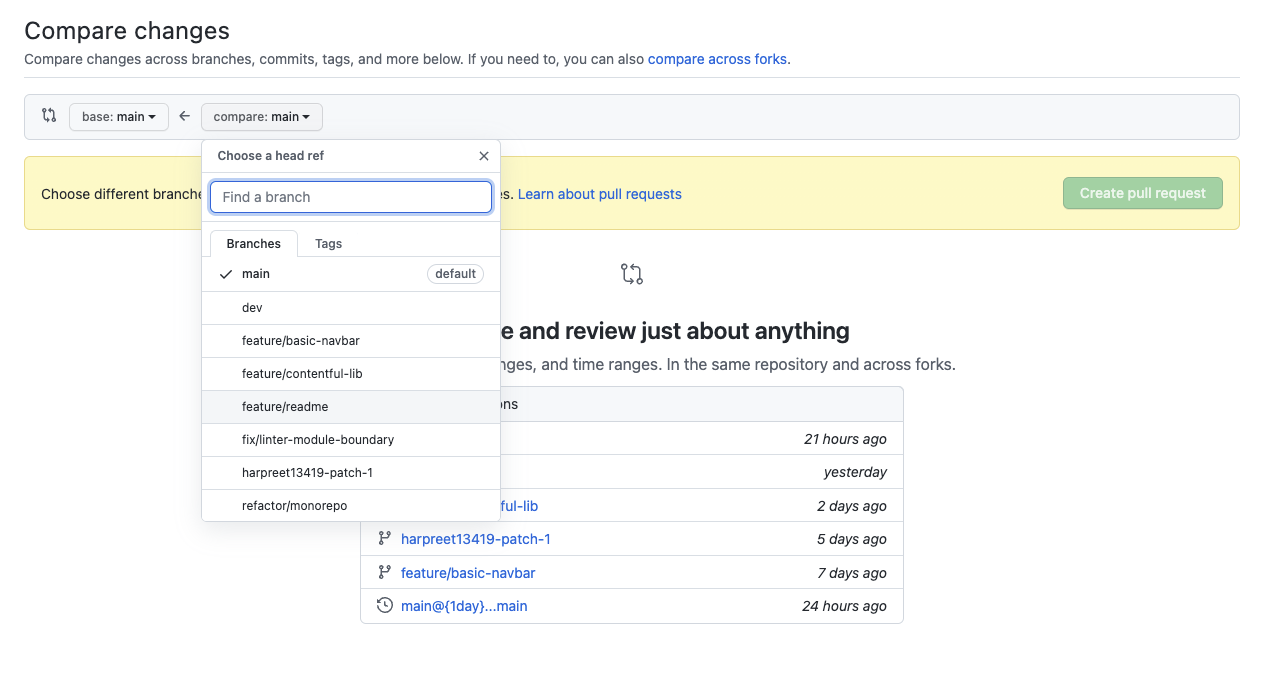 Compare changes
Compare changes across branches, commits, tags, and more below. If you need to, you can also compare across forks.
base: main
compare: main
Choose a head ref
Choose different branche
s. Learn about pull requests
Create pull request
Find a branch
Branches Tags
main default
dev
feature/basic-navbar
feature/contentful-lib
feature/readme
fix/linter-module-boundary
harpreet13419-patch-1
refactor/monorepo
e and review just about anything
nges, and time ranges. In the same repository and across forks.
ons
21 hours ago
yesterday
ful-lib 2 days ago
harpreet13419-patch-1 5 days ago
feature/basic-navbar 7 days ago
main@{1day}...main 24 hours ago